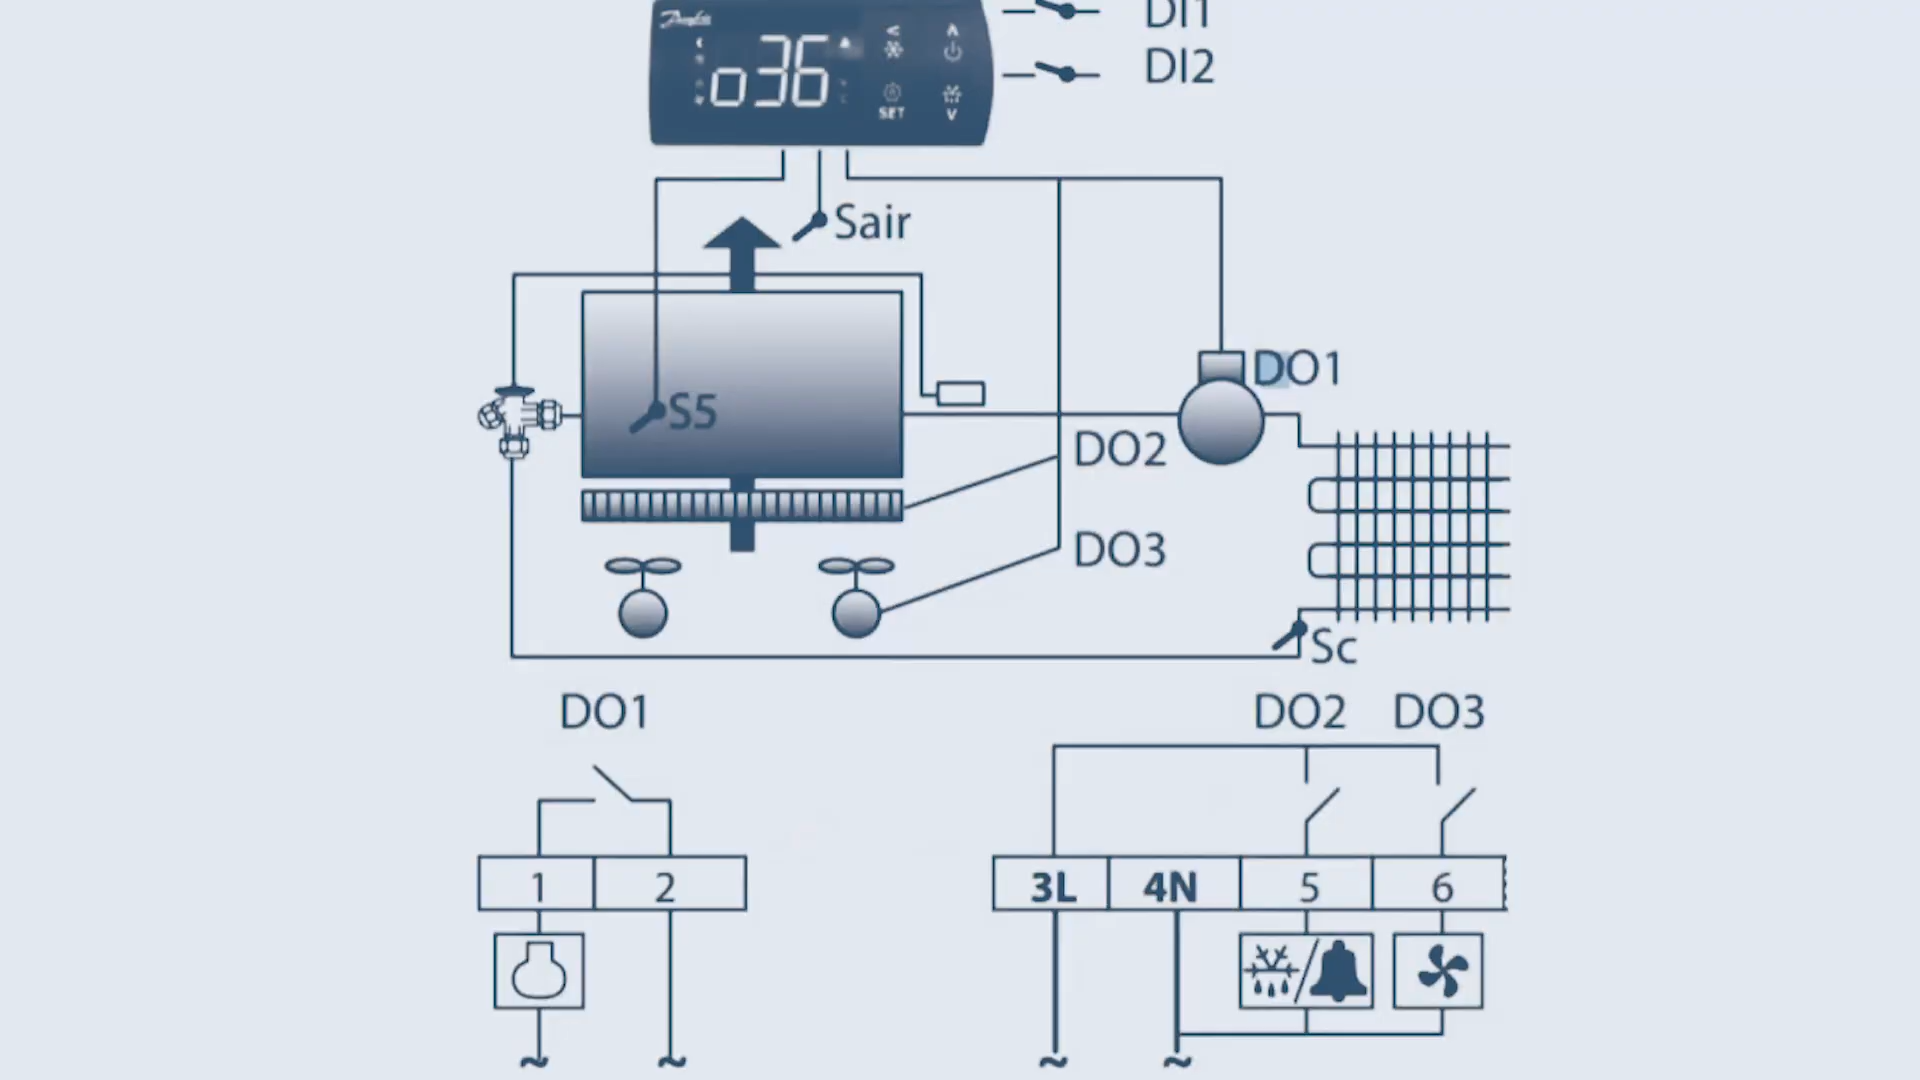 Danfoss
DI1
o36
SET
DI2
Sair
DO1
S5
DO2
DO3
Sc
DO1
DO2 DO3
1 2
3L 4N 5 6